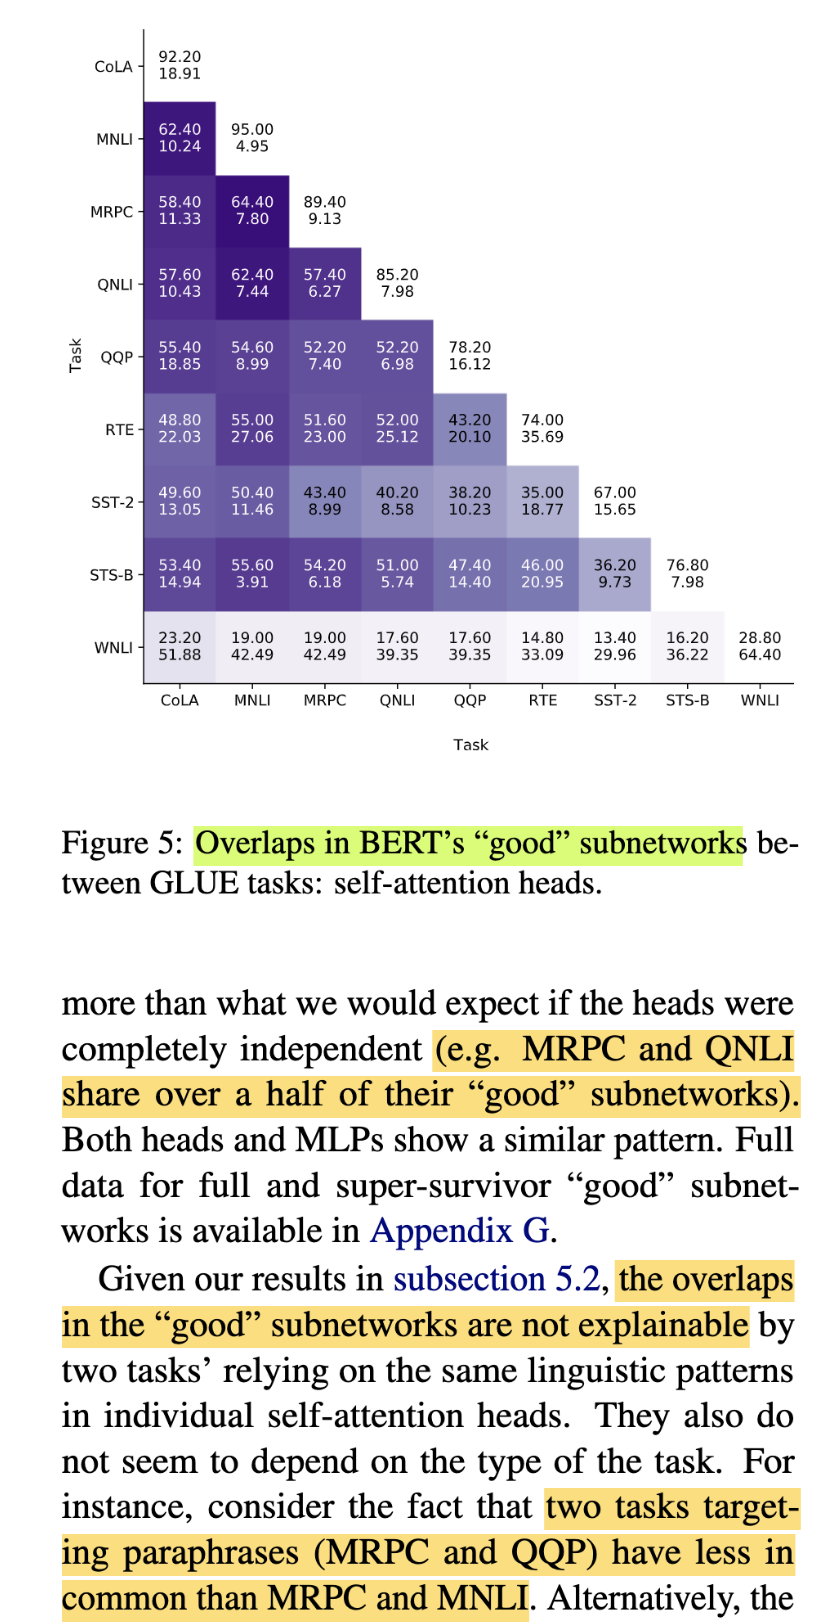 CoLA
92.20
18.91
MNLI
62.40 95.00
10.24 4.95
MRPC
58.40 64.40 89.40
11.33 7.80 9.13
QNLI
57.60 62.40 57.40 85.20
10.43 7.44 6.27 7.98
Task
QQP
55.40 54.60 52.20 52.20 78.20
18.85 8.99 7.40 6.98 16.12
RTE
48.80 55.00 51.60 52.00 43.20 74.00
22.03 27.06 23.00 25.12 20.10 35.69
SST-2
49.60 50.40 43.40 40.20 38.20 35.00 67.00
13.05 11.46 8.99 8.58 10.23 18.77 15.65
STS-B
53.40 55.60 54.20 51.00 47.40 46.00 36.20 76.80
14.94 3.91 6.18 5.74 14.40 20.95 9.73 7.98
WNLI
23.20 19.00 19.00 17.60 17.60 14.80 13.40 16.20 28.80
51.88 42.49 42.49 39.35 39.35 33.09 29.96 36.22 64.40
CoLA MNLI MRPC QNLI QQP RTE SST-2 STS-B WNLI
Task
Figure 5: Overlaps in BERT’s “good” subnetworks be-
tween GLUE tasks: self-attention heads.
more than what we would expect if the heads were
completely independent (e.g. MRPC and QNLI
share over a half of their “good” subnetworks).
Both heads and MLPs show a similar pattern. Full
data for full and super-survivor “good” subnet-
works is available in Appendix G.
Given our results in subsection 5.2, the overlaps
in the “good” subnetworks are not explainable by
two tasks’ relying on the same linguistic patterns
in individual self-attention heads. They also do
not seem to depend on the type of the task. For
instance, consider the fact that two tasks target-
ing paraphrases (MRPC and QQP) have less in
common than MRPC and MNLI. Alternatively, the